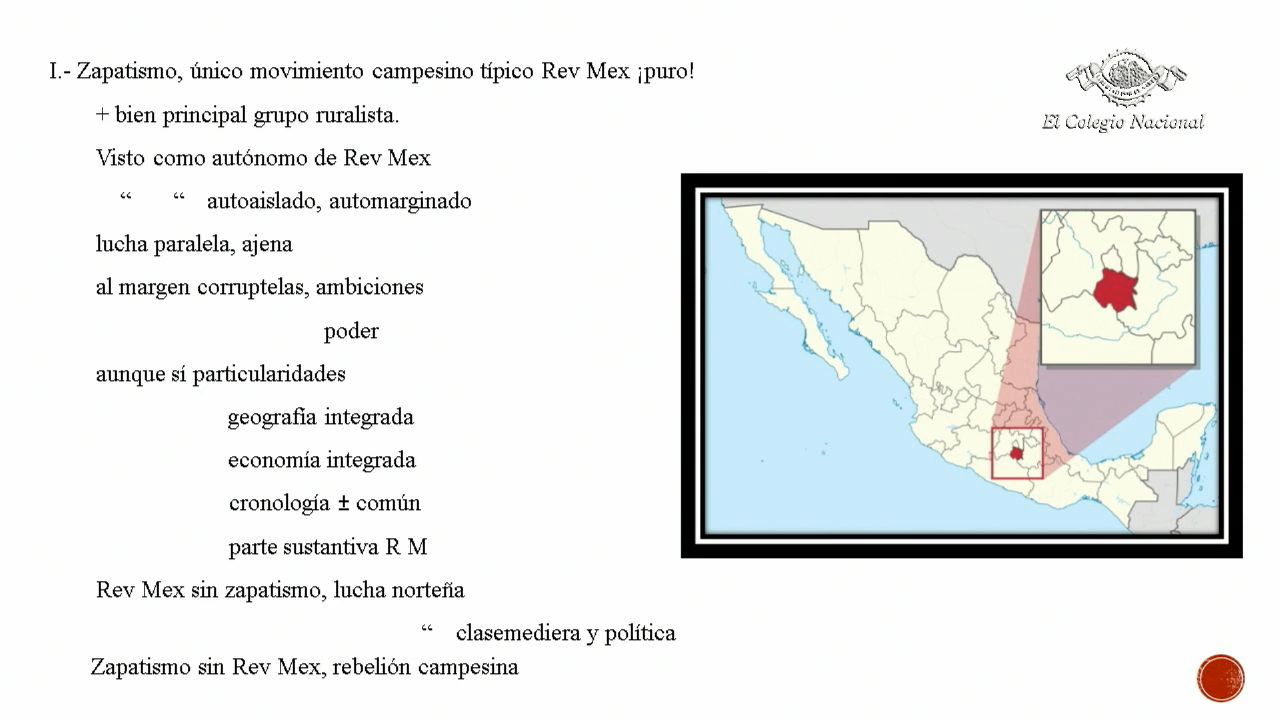 I.- Zapatismo, único movimiento campesino típico Rev Mex ¡puro!
+ bien principal grupo ruralista.
Visto como autónomo de Rev Mex
“ “ autoaislado, automarginado
lucha paralela, ajena
al margen corruptelas, ambiciones
poder
aunque sí particularidades
geografía integrada
economía integrada
cronología ± común
parte sustantiva R M
Rev Mex sin zapatismo, lucha norteña
“ clasemediera y política
Zapatismo sin Rev Mex, rebelión campesina
El Colegio Nacional